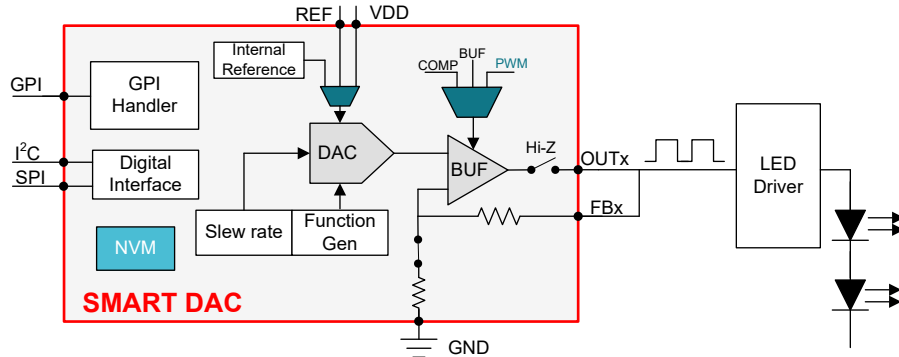 REF
VDD
Internal
Reference
BUF
COMP
PWM
GPI
GPI
Handler
I²C
SPI
Digital
Interface
DAC
BUF
Hi-Z
OUTx
FBx
LED
Driver
Slew rate
Function
Gen
NVM
SMART DAC
GND